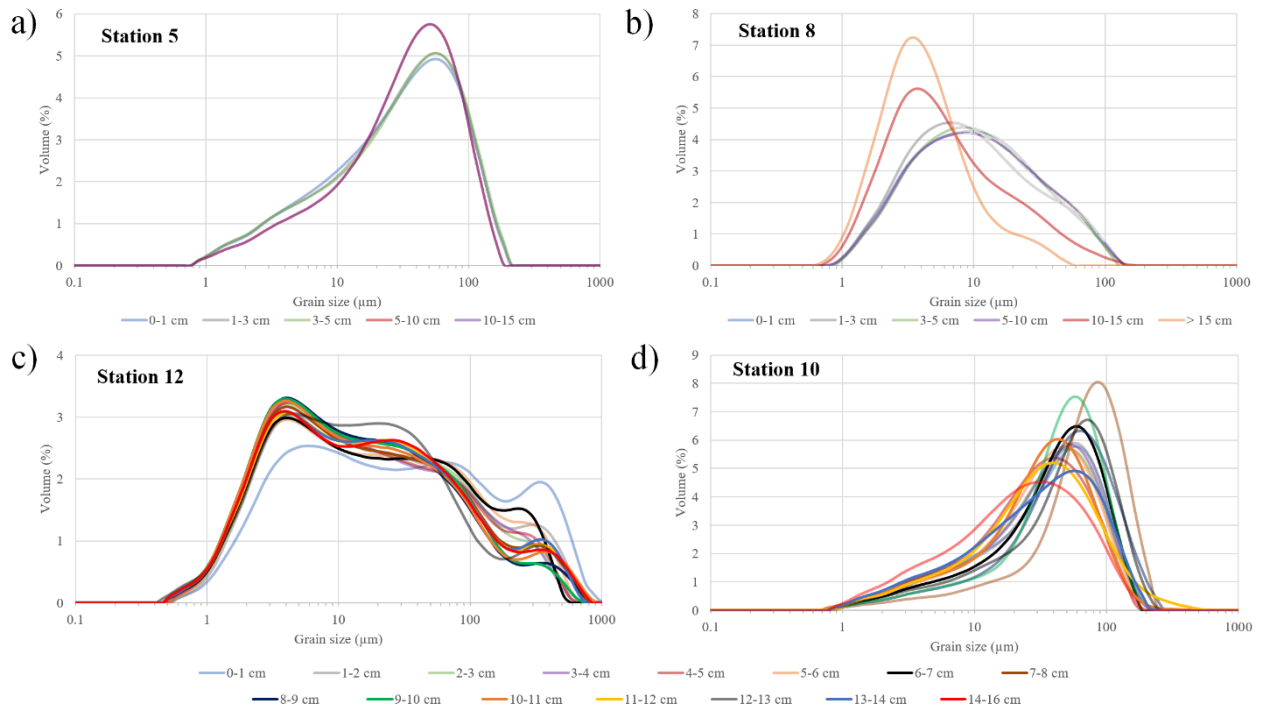 a)
Station 5
6
5
4
3
2
1
0
Volume (%)
0.1 1 10 100 1000
Grain size (µm)
0-1 cm 1-3 cm 3-5 cm 5-10 cm 10-15 cm
b)
Station 8
8
7
6
5
4
3
2
1
0
Volume (%)
0.1 1 10 100 1000
Grain size (µm)
0-1 cm 1-3 cm 3-5 cm 5-10 cm 10-15 cm > 15 cm
c)
Station 12
4
3
2
1
0
Volume (%)
0.1 1 10 100 1000
Grain size (µm)
d)
Station 10
9
8
7
6
5
4
3
2
1
0
Volume (%)
0.1 1 10 100 1000
Grain size (µm)
0-1 cm 1-2 cm 2-3 cm 3-4 cm 4-5 cm 5-6 cm 6-7 cm 7-8 cm
8-9 cm 9-10 cm 10-11 cm 11-12 cm 12-13 cm 13-14 cm 14-16 cm